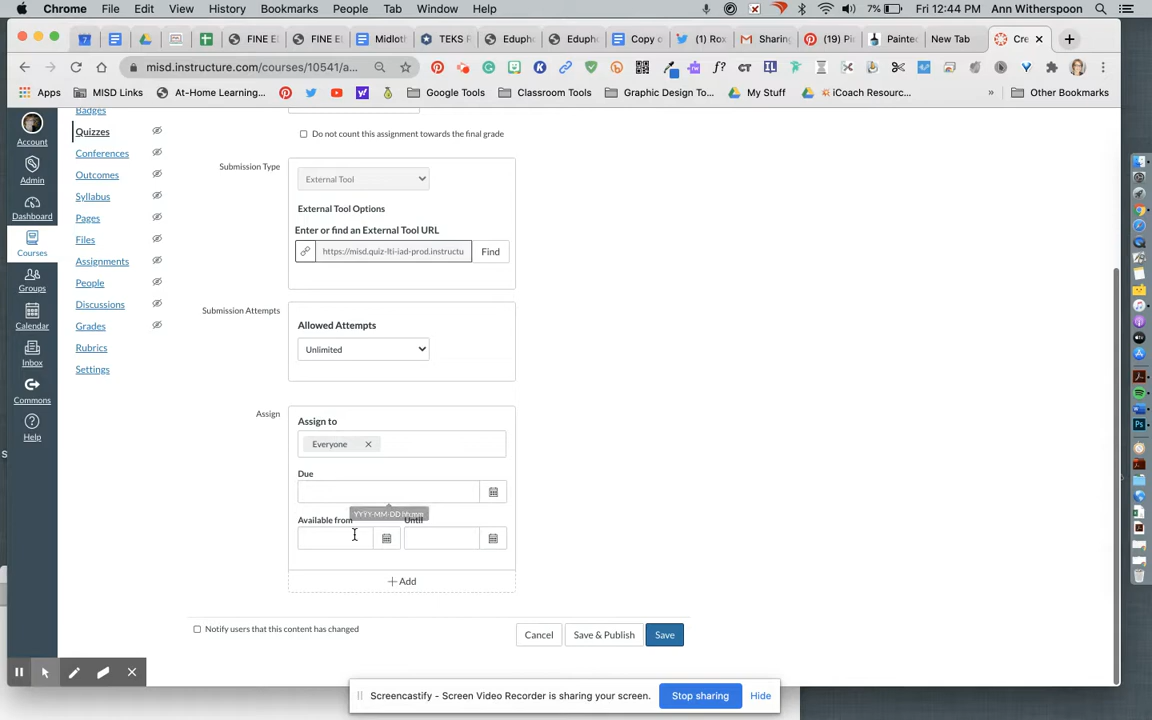 Chrome File Edit View History Bookmarks People Tab Window Help 7% Fri 12:44 PM Ann Witherspoon
FINE El FINE El Midloth TEKS R Eduph Eduph Copy o (1) Rox Sharing (19) Pi Painted New Tab Cre
misd.instructure.com/courses/10541/a...
Apps MISD Links At-Home Learning... Google Tools Classroom Tools Graphic Design To... My Stuff iCoach Resourc... » Other Bookmarks
Account
Admin
Dashboard
Courses
Groups
Calendar
Inbox
Commons
Help
Badges
Quizzes
Conferences
Outcomes
Syllabus
Pages
Files
Assignments
People
Discussions
Grades
Rubrics
Settings
Do not count this assignment towards the final grade
Submission Type
External Tool
External Tool Options
Enter or find an External Tool URL
https://misd.quiz-lti-iad-prod.instructu Find
Submission Attempts
Allowed Attempts
Unlimited
Assign
Assign to
Everyone
Due
YYYY-MM-DD hh:mm
Available from Until
+ Add
Notify users that this content has changed
Cancel Save & Publish Save
Screencastify - Screen Video Recorder is sharing your screen. Stop sharing Hide